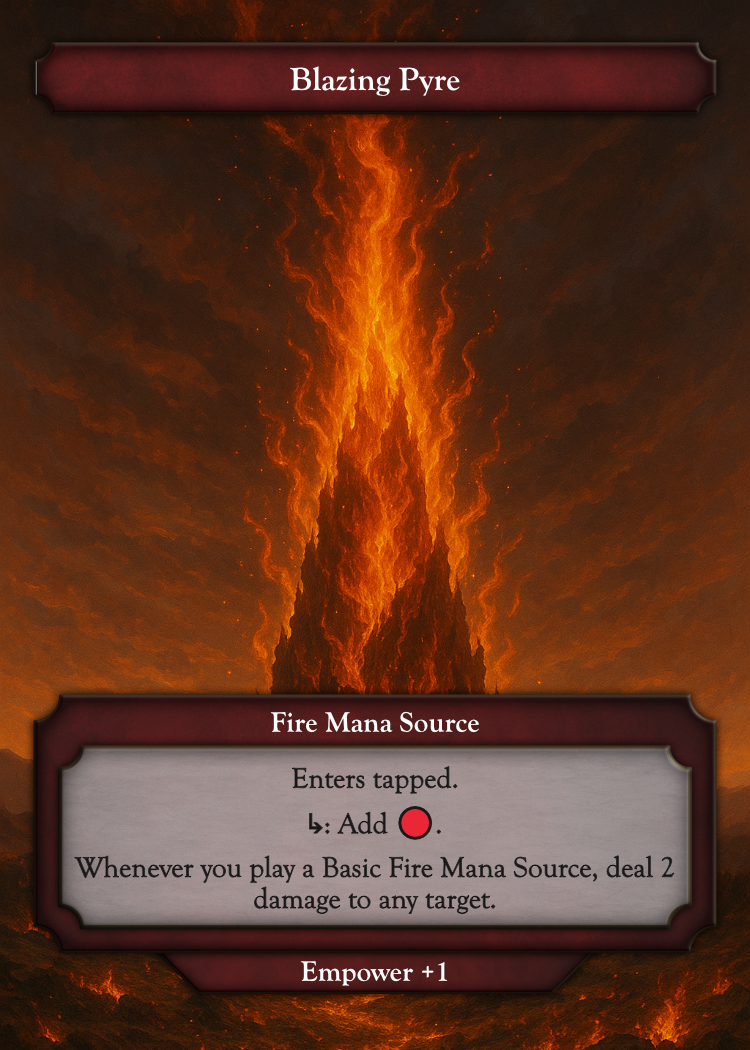 Blazing Pyre
Fire Mana Source
Enters tapped.
↳: Add 🔴.
Whenever you play a Basic Fire Mana Source, deal 2
damage to any target.
Empower +1